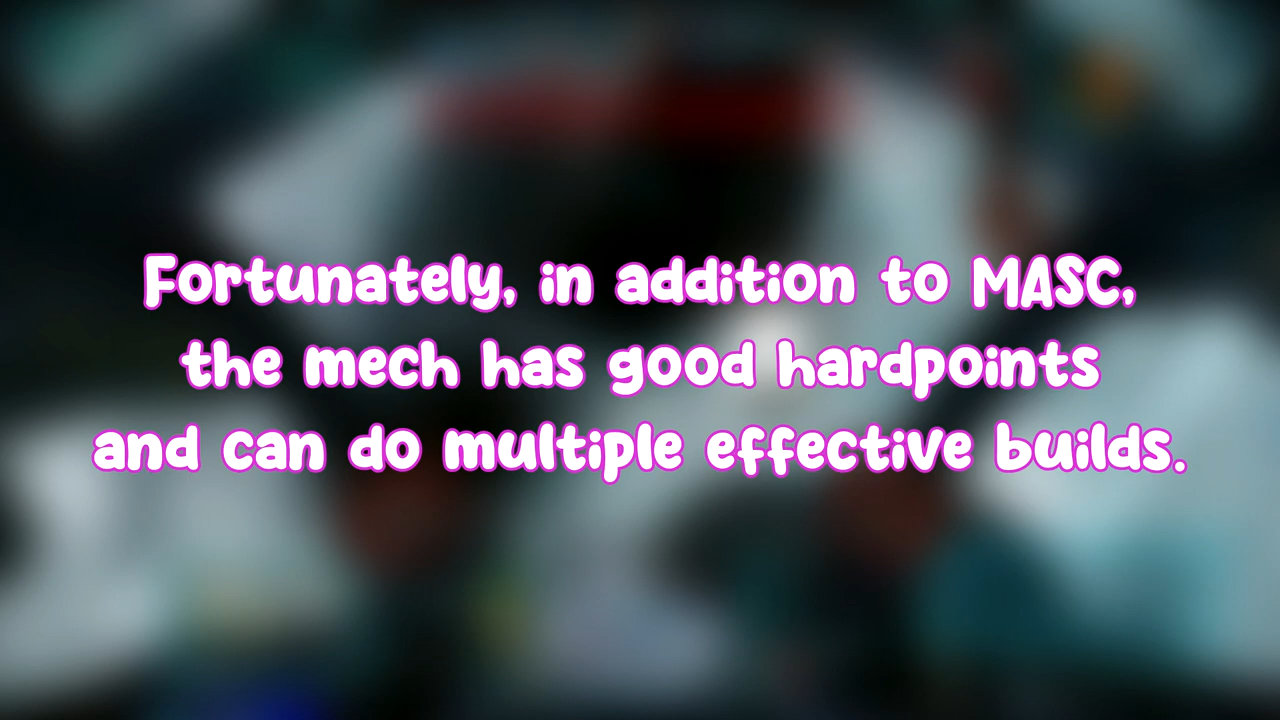 Fortunately, in addition to MASC,
the mech has good hardpoints
and can do multiple effective builds.